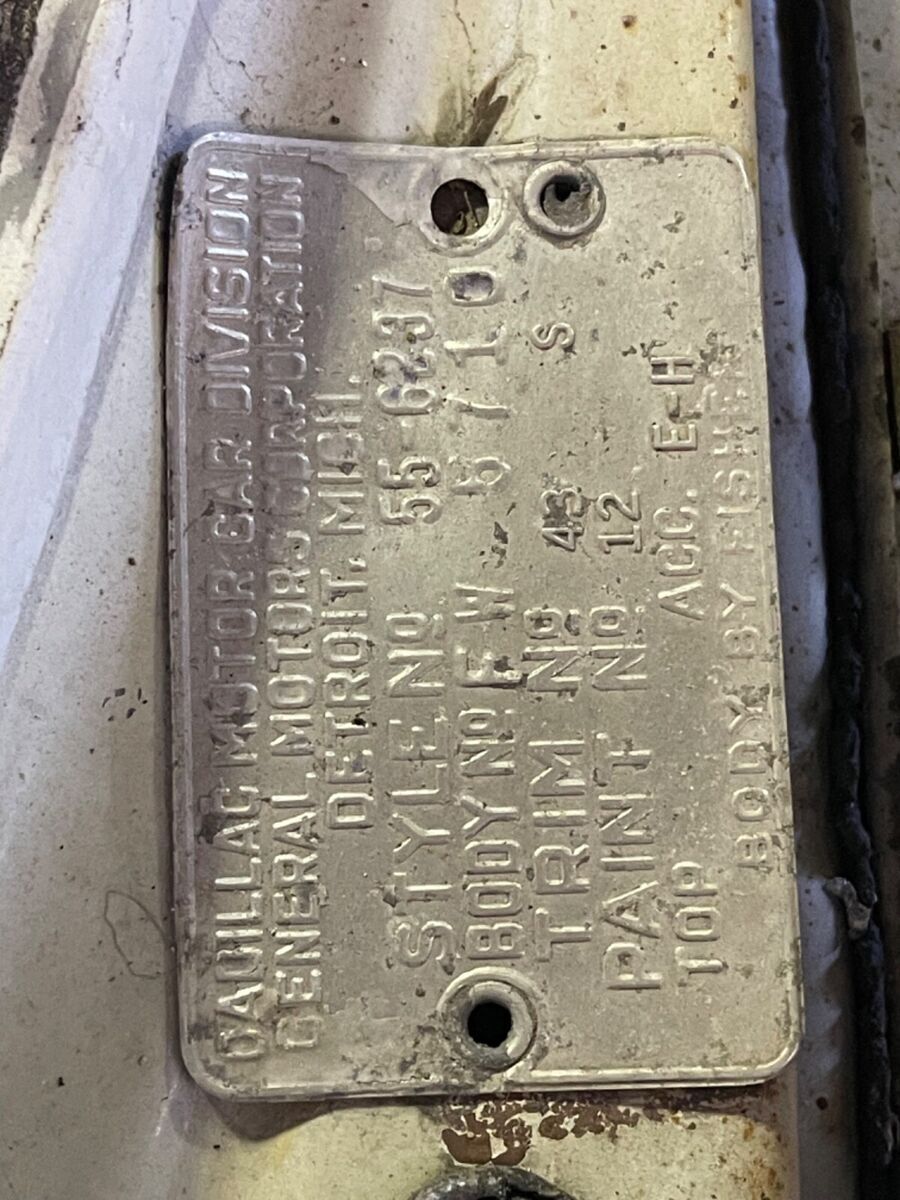 CADILLAC MOTOR CAR DIVISION
GENERAL MOTORS CORPORATION
DETROIT, MICH.
STYLE Nº 55-6237
BODY Nº FW 5710
TRIM Nº 43 S
PAINT Nº 12
TOP ACC. E-H
BODY BY FISHER